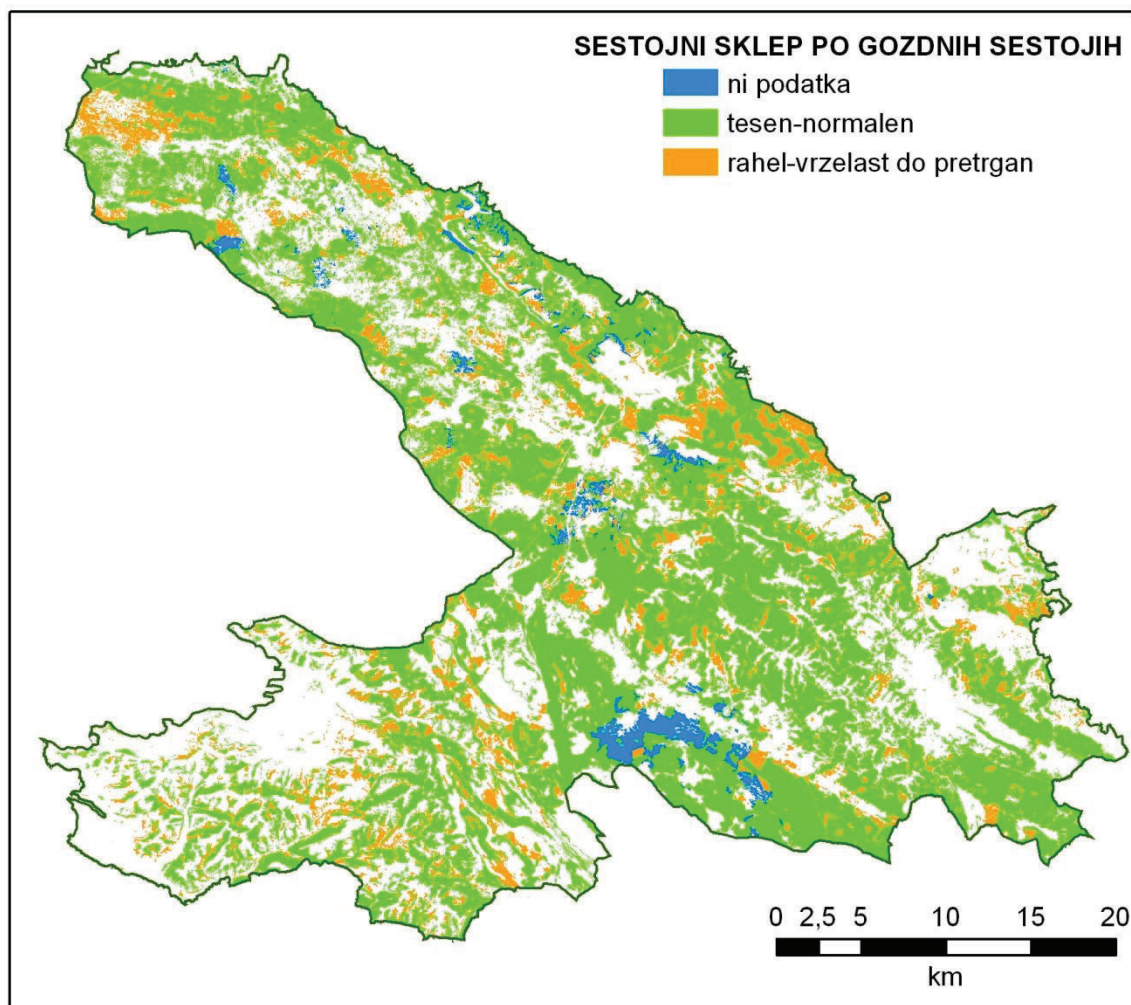 SESTOJNI SKLEP PO GOZDNIH SESTOJIH
ni podatka
tesen-normalen
rahel-vrzelast do pretrgan
0 2,5 5 10 15 20
km